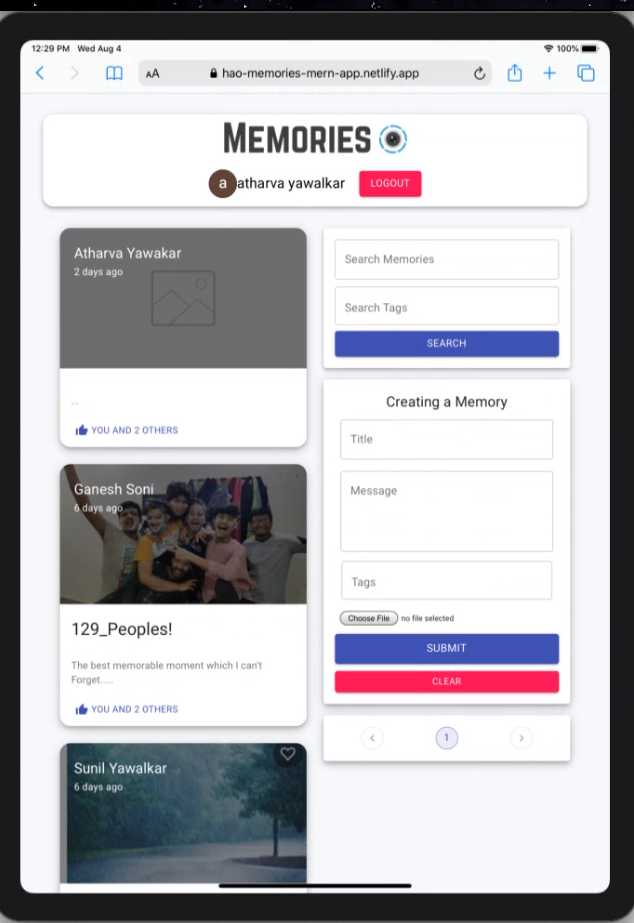 12:29 PM Wed Aug 4
100%
AA
hao-memories-mern-app.netlify.app
MEMORIES
a
atharva yawalkar
LOGOUT
Atharva Yawakar
2 days ago
...
YOU AND 2 OTHERS
Ganesh Soni
6 days ago
129_Peoples!
The best memorable moment which I can't
Forget.....
YOU AND 2 OTHERS
Sunil Yawalkar
6 days ago
Search Memories
Search Tags
SEARCH
Creating a Memory
Title
Message
Tags
Choose File no file selected
SUBMIT
CLEAR
1